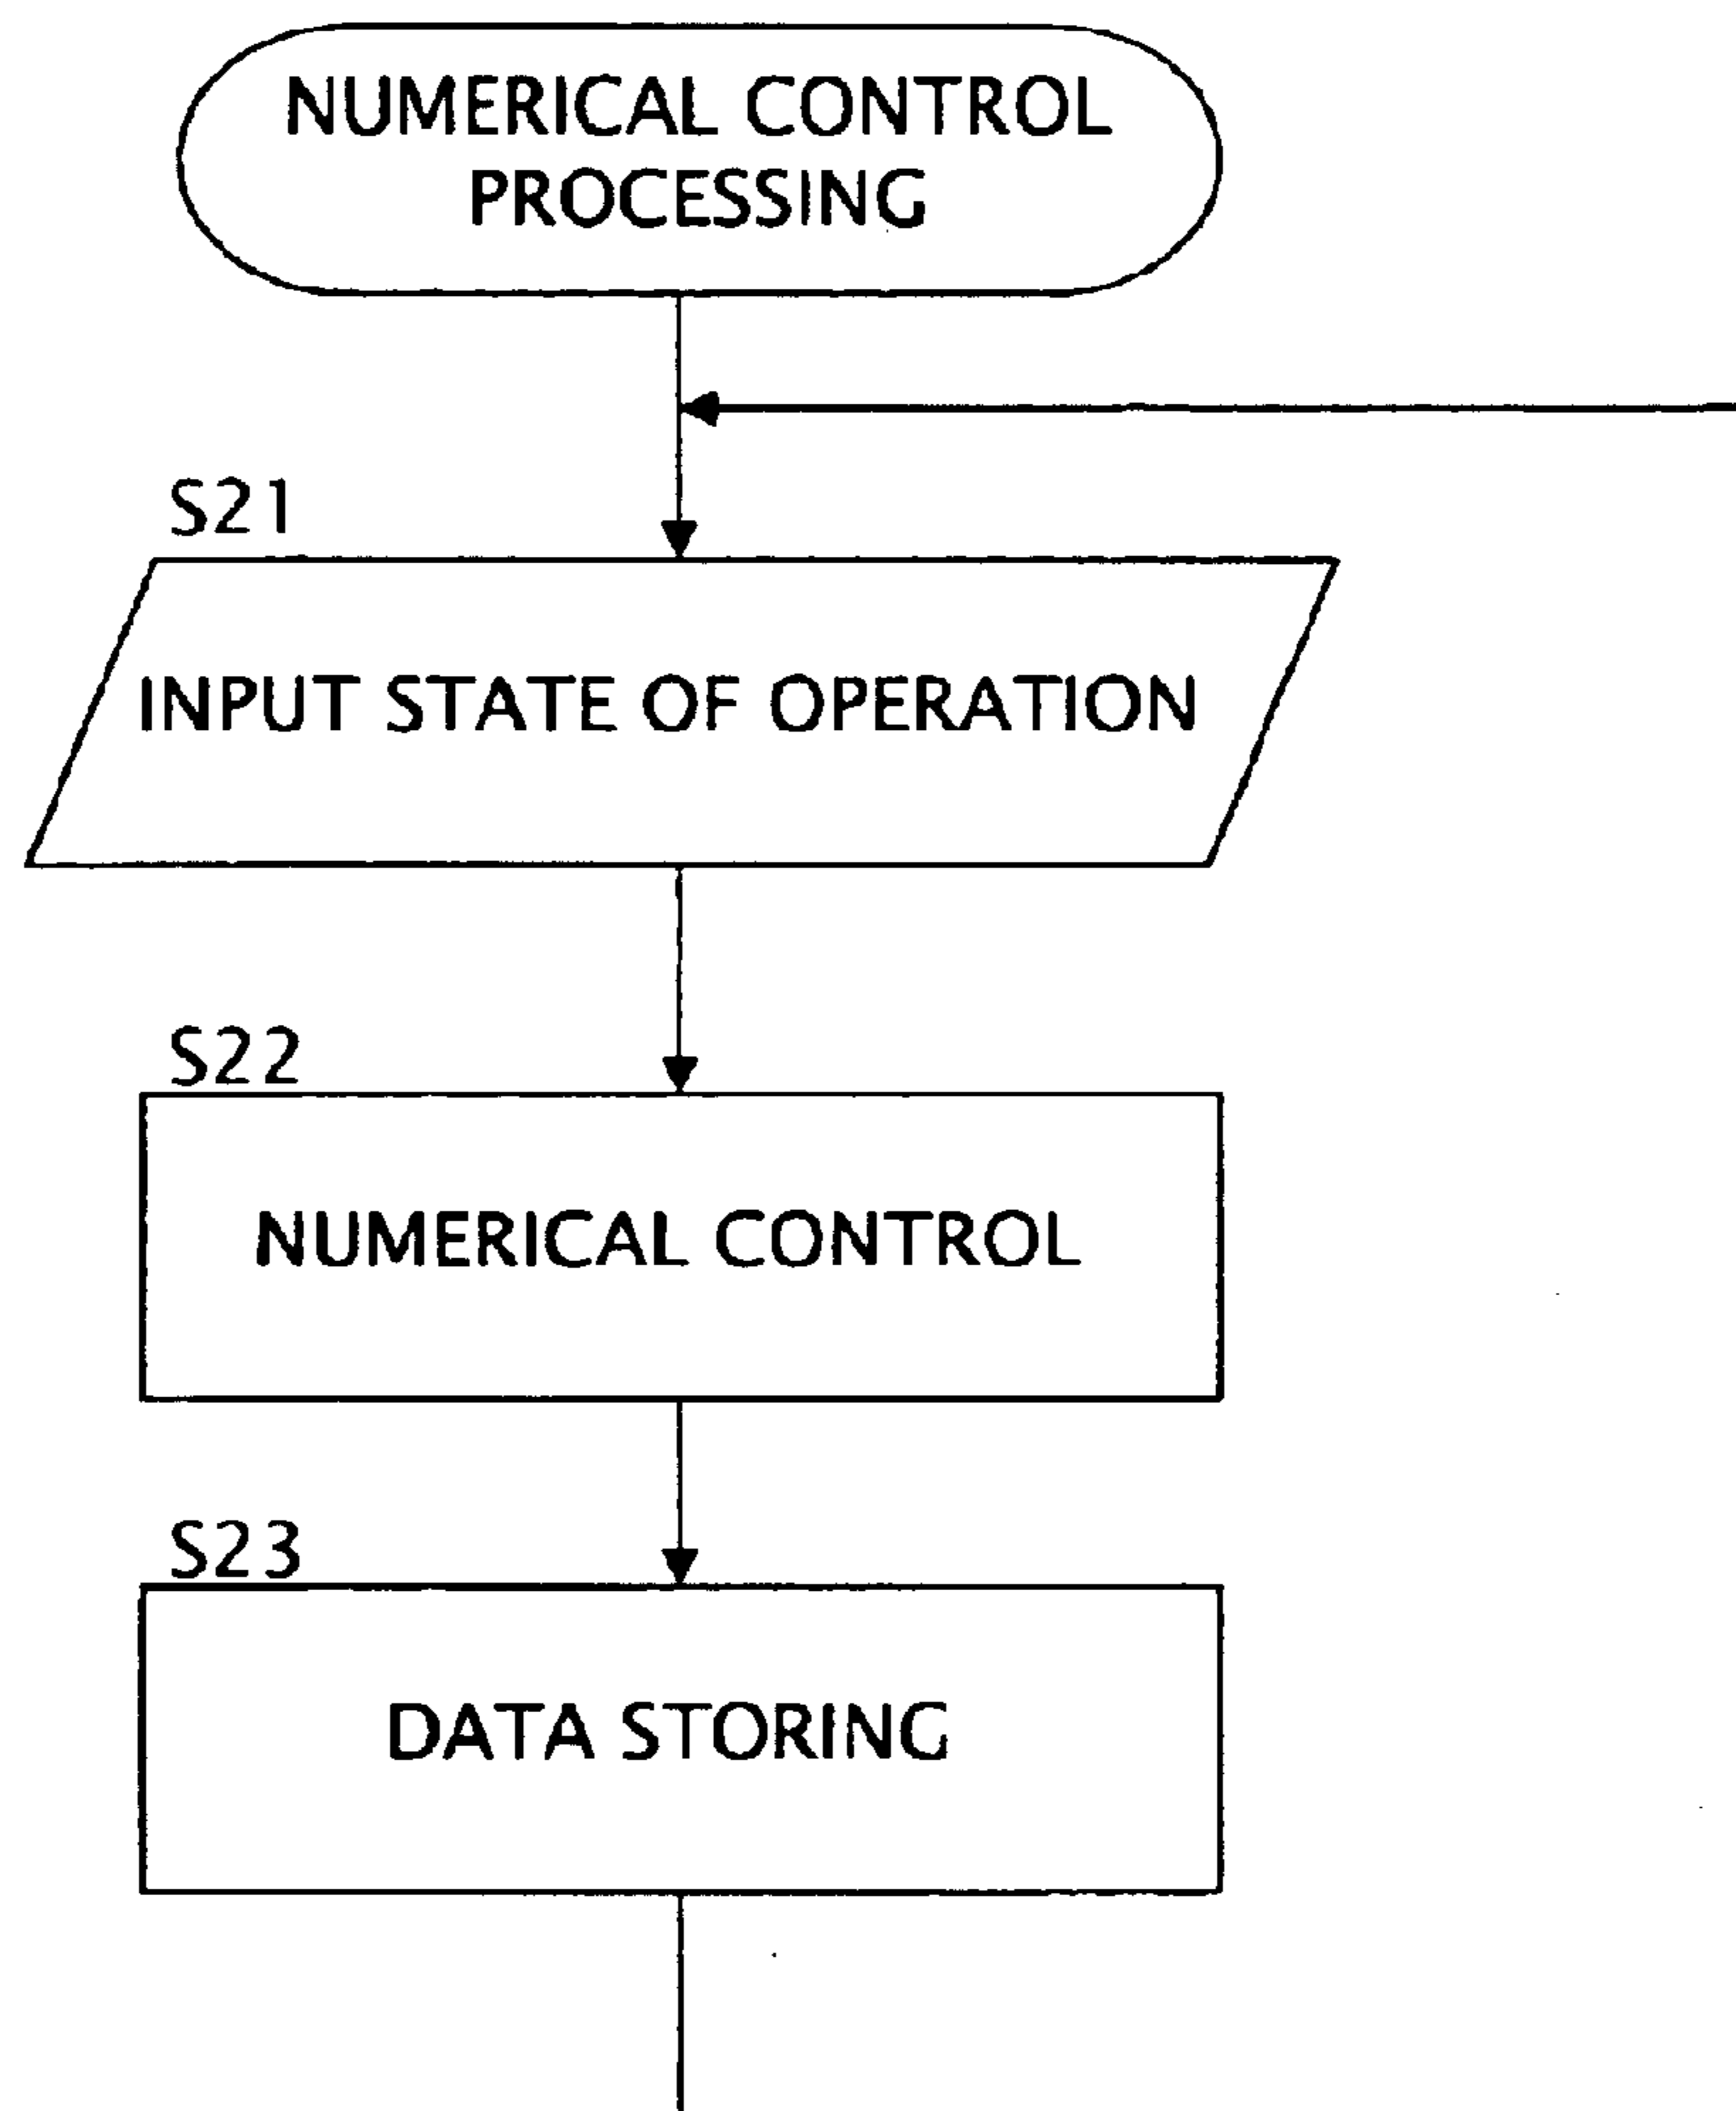 NUMERICAL CONTROL
PROCESSING
S21
INPUT STATE OF OPERATION
S22
NUMERICAL CONTROL
S23
DATA STORING